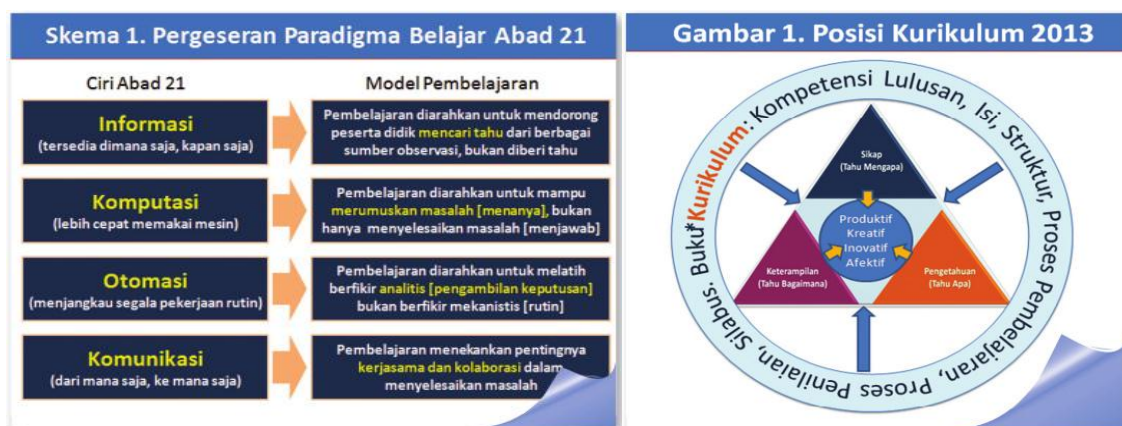 Skema 1. Pergeseran Paradigma Belajar Abad 21
Ciri Abad 21
Model Pembelajaran
Informasi
(tersedia dimana saja, kapan saja)
Pembelajaran diarahkan untuk mendorong
peserta didik mencari tahu dari berbagai
sumber observasi, bukan diberi tahu
Komputasi
(lebih cepat memakai mesin)
Pembelajaran diarahkan untuk mampu
merumuskan masalah [menanya], bukan
hanya menyelesaikan masalah [menjawab]
Otomasi
(menjangkau segala pekerjaan rutin)
Pembelajaran diarahkan untuk melatih
berfikir analitis [pengambilan keputusan]
bukan berfikir mekanistis [rutin]
Komunikasi
(dari mana saja, ke mana saja)
Pembelajaran menekankan pentingnya
kerjasama dan kolaborasi dalam
menyelesaikan masalah
Gambar 1. Posisi Kurikulum 2013
*Kurikulum: Kompetensi Lulusan, Isi, Struktur, Proses Pembelajaran, Proses Penilaian, Silabus. Buku
Sikap
(Tahu Mengapa)
Produktif
Kreatif
Inovatif
Afektif
Keterampilan
(Tahu Bagaimana)
Pengetahuan
(Tahu Apa)